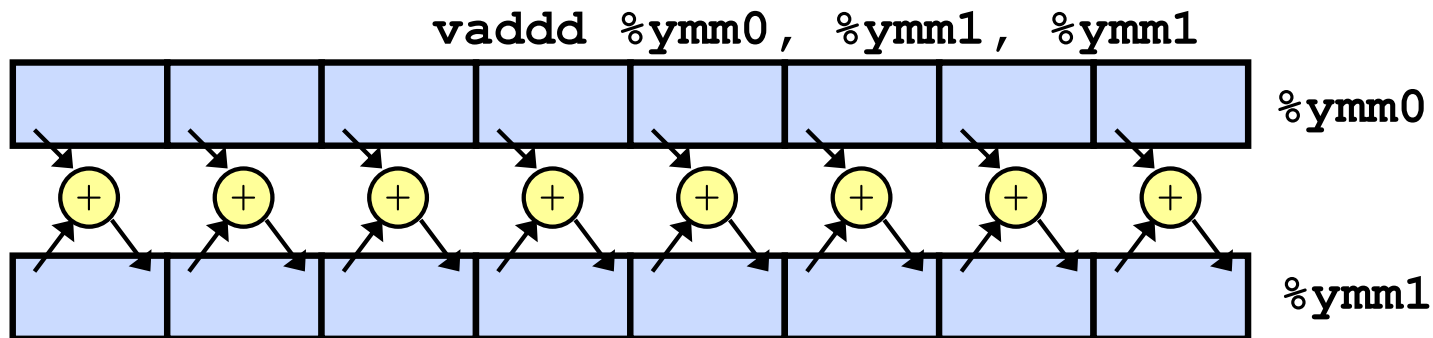 vaddd %ymm0, %ymm1, %ymm1
%ymm0
+ + + + + + + +
%ymm1